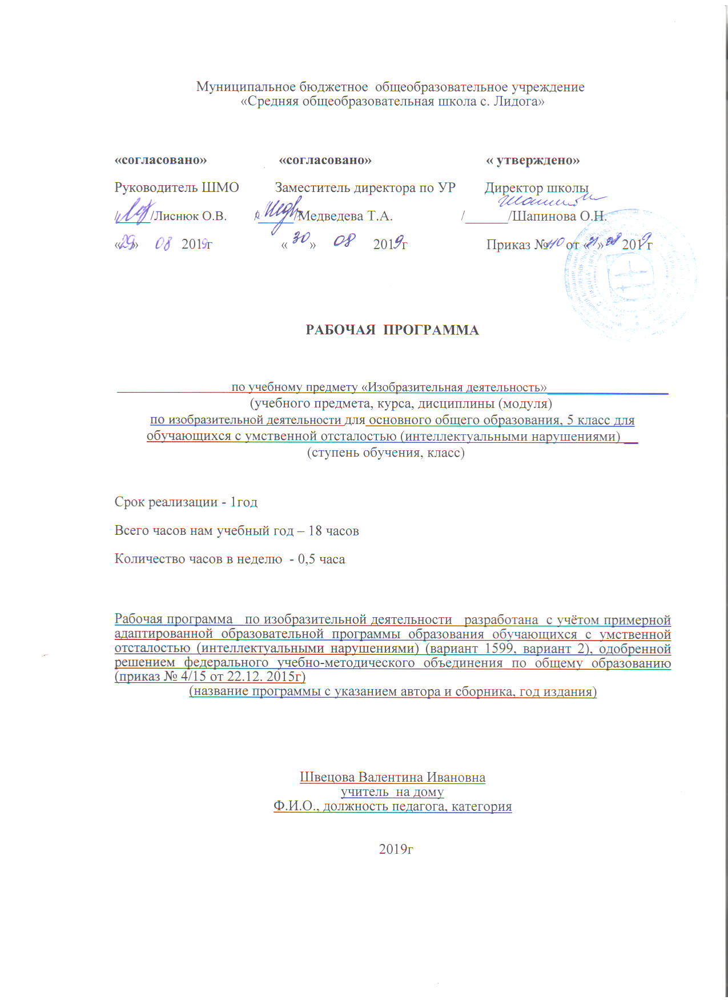 Муниципальное бюджетное общеобразовательное учреждение
«Средняя общеобразовательная школа с. Лидога»
«согласовано» «согласовано» « утверждено»
Руководитель ШМО Заместитель директора по УР Директор школы
/_____/Лиснюк О.В. /_____/Медведева Т.А. /______/Шапинова О.Н.
«29» 08 2019г « 30 » 08 2019г Приказ № от « » 08 2019г
РАБОЧАЯ ПРОГРАММА
по учебному предмету «Изобразительная деятельность»
(учебного предмета, курса, дисциплины (модуля)
по изобразительной деятельности для основного общего образования, 5 класс для
обучающихся с умственной отсталостью (интеллектуальными нарушениями) __
(ступень обучения, класс)
Срок реализации - 1год
Всего часов нам учебный год – 18 часов
Количество часов в неделю - 0,5 часа
Рабочая программа по изобразительной деятельности разработана с учётом примерной
адаптированной образовательной программы образования обучающихся с умственной
отсталостью (интеллектуальными нарушениями) (вариант 1599, вариант 2), одобренной
решением федерального учебно-методического объединения по общему образованию
(приказ № 4/15 от 22.12. 2015г)
(название программы с указанием автора и сборника, год издания)
Швецова Валентина Ивановна
учитель на дому
Ф.И.О., должность педагога, категория
2019г